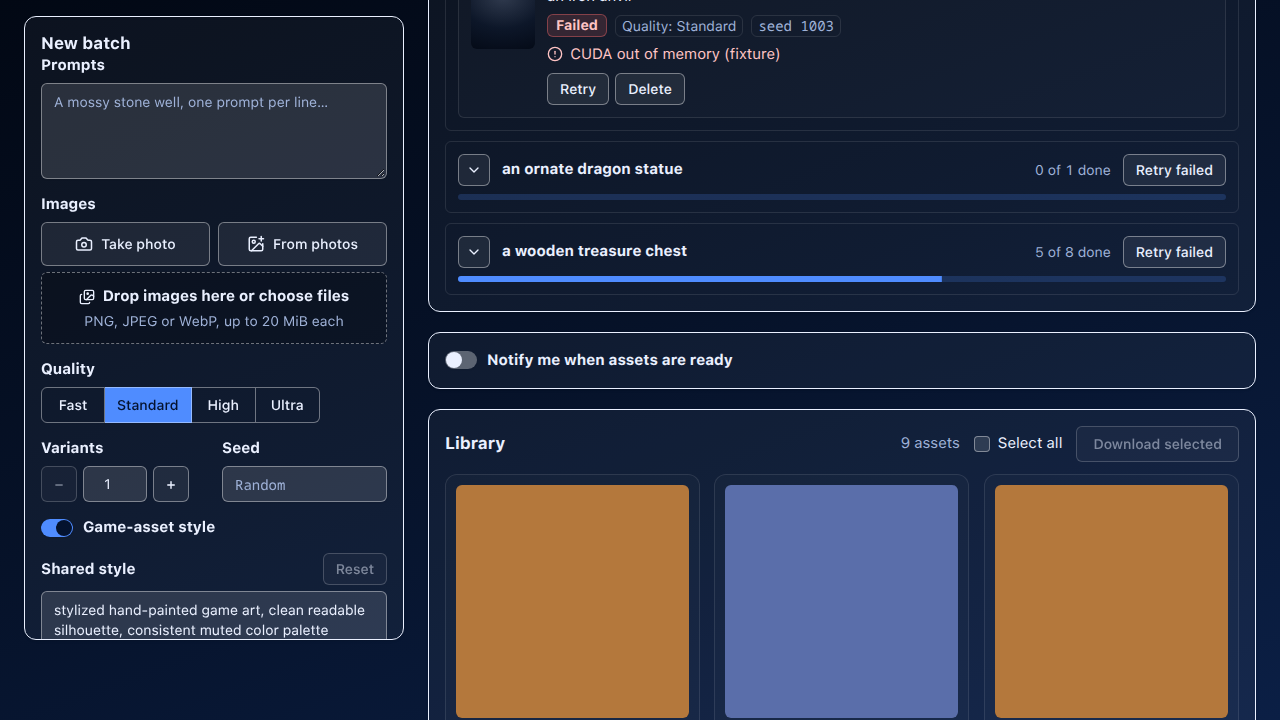 New batch
Prompts
A mossy stone well, one prompt per line…
Images
Take photo
From photos
Drop images here or choose files
PNG, JPEG or WebP, up to 20 MiB each
Quality
Fast
Standard
High
Ultra
Variants
Seed
−
1
+
Random
Game-asset style
Shared style
Reset
stylized hand-painted game art, clean readable
silhouette, consistent muted color palette
Failed
Quality: Standard
seed 1003
CUDA out of memory (fixture)
Retry
Delete
an ornate dragon statue
0 of 1 done
Retry failed
a wooden treasure chest
5 of 8 done
Retry failed
Notify me when assets are ready
Library
9 assets
Select all
Download selected